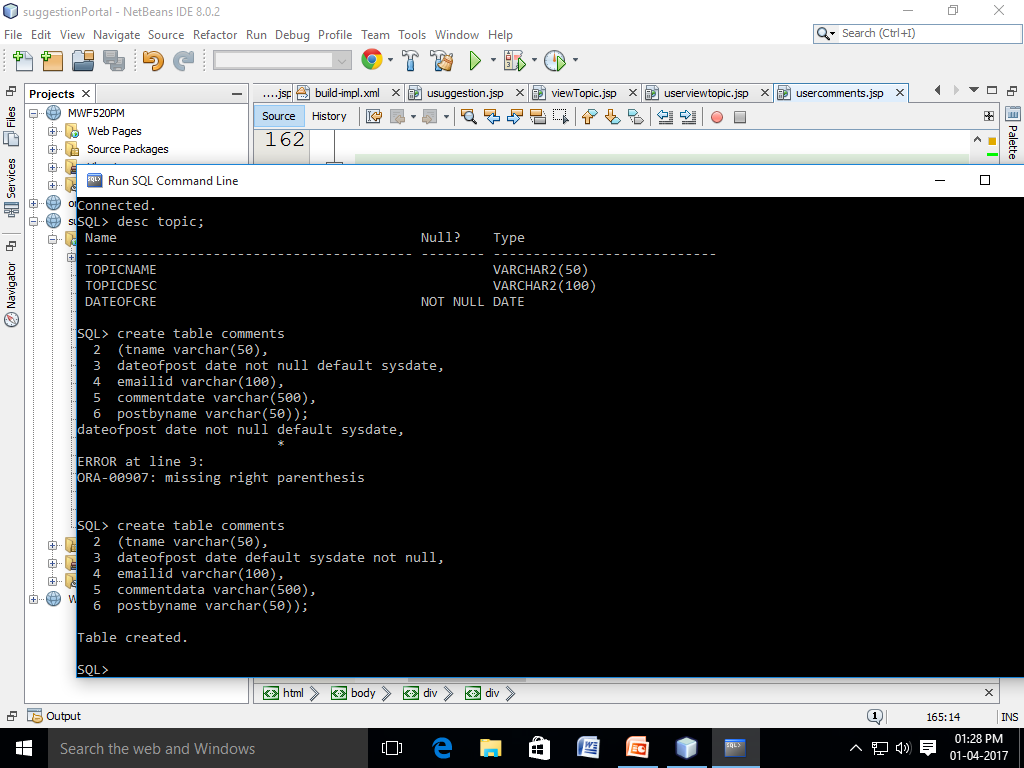 suggestionPortal - NetBeans IDE 8.0.2
File Edit View Navigate Source Refactor Run Debug Profile Team Tools Window Help
Search (Ctrl+I)
Projects
....jsp build-impl.xml usuggestion.jsp viewTopic.jsp userviewtopic.jsp usercomments.jsp
Files
Services
Navigator
Palette
MWF520PM
Web Pages
Source Packages
Source History
162
Run SQL Command Line
Connected.
SQL> desc topic;
Name Null? Type
----------------------------------------- -------- ----------------------------
TOPICNAME VARCHAR2(50)
TOPICDESC VARCHAR2(100)
DATEOFCRE NOT NULL DATE
SQL> create table comments
2 (tname varchar(50),
3 dateofpost date not null default sysdate,
4 emailid varchar(100),
5 commentdate varchar(500),
6 postbyname varchar(50));
dateofpost date not null default sysdate,
*
ERROR at line 3:
ORA-00907: missing right parenthesis
SQL> create table comments
2 (tname varchar(50),
3 dateofpost date default sysdate not null,
4 emailid varchar(100),
5 commentdata varchar(500),
6 postbyname varchar(50));
Table created.
SQL>
html body div div
Output
1
165:14 INS
Search the web and Windows
01:28 PM
01-04-2017